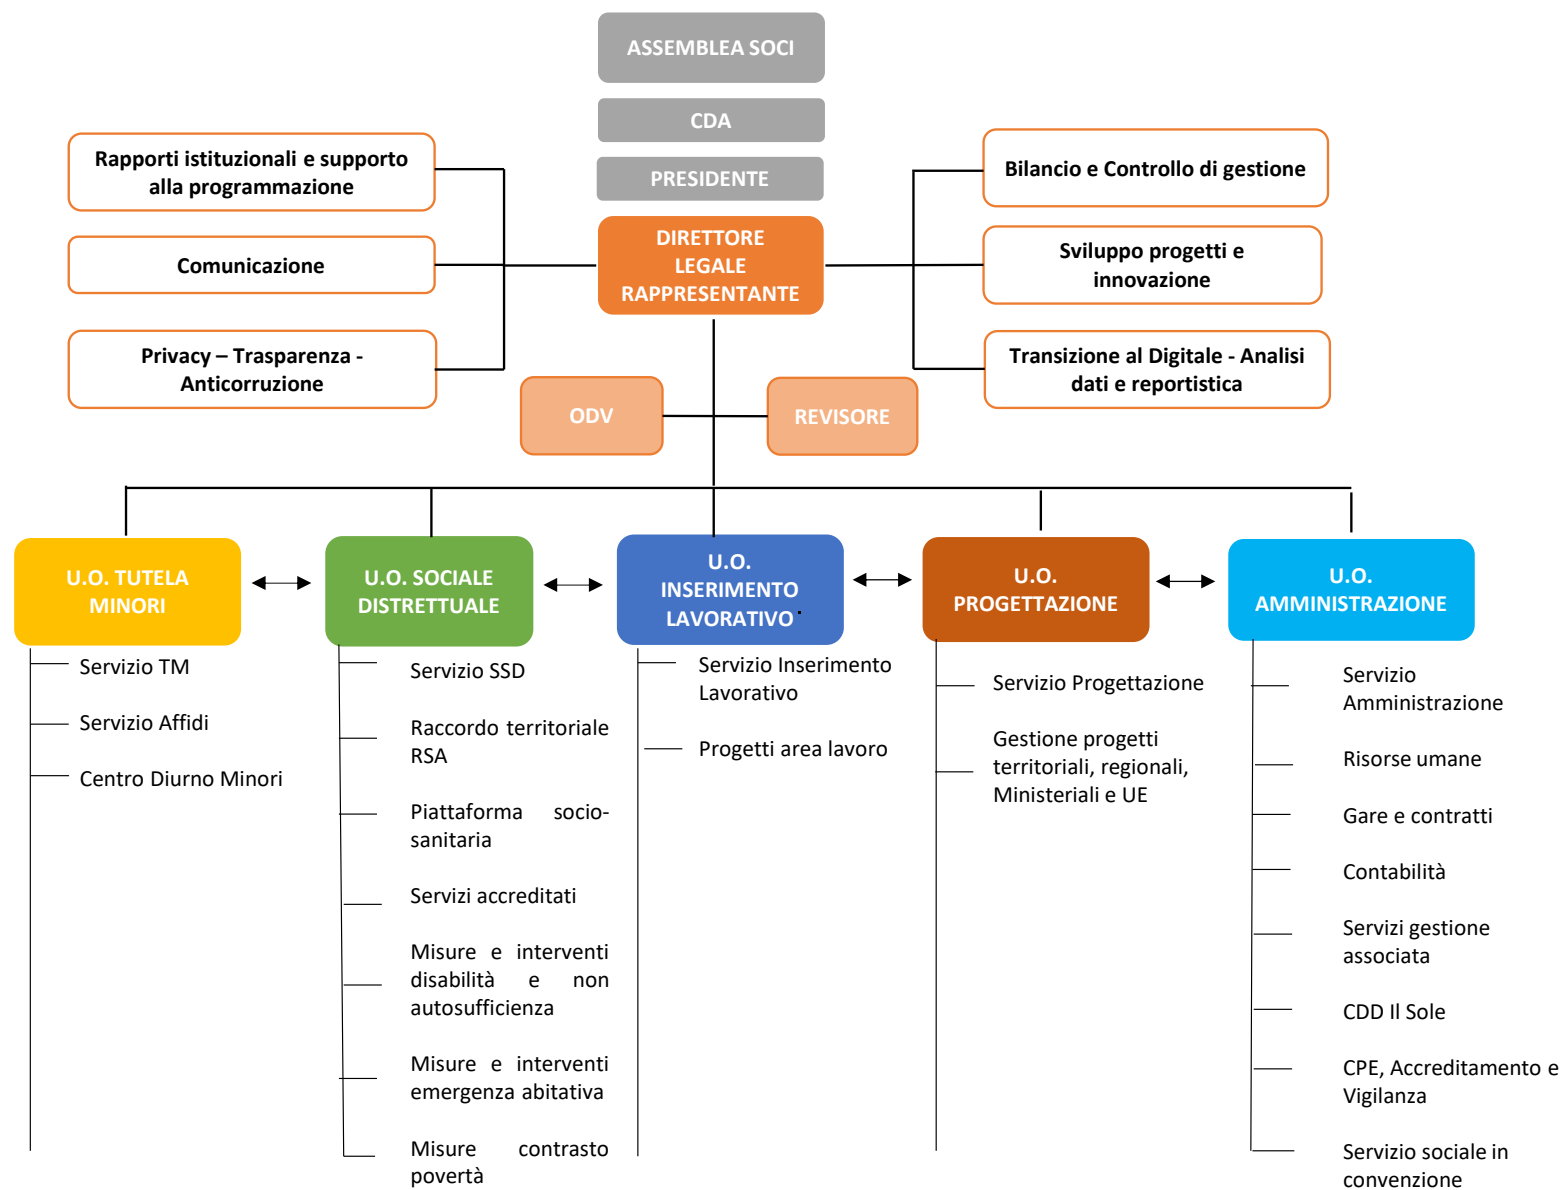 ASSEMBLEA SOCI
CDA
PRESIDENTE
DIRETTORE
LEGALE
RAPPRESENTANTE
Rapporti istituzionali e supporto
alla programmazione
Comunicazione
Privacy – Trasparenza -
Anticorruzione
Bilancio e Controllo di gestione
Sviluppo progetti e
innovazione
Transizione al Digitale - Analisi
dati e reportistica
ODV
REVISORE
U.O. TUTELA
MINORI
Servizio TM
Servizio Affidi
Centro Diurno Minori
U.O. SOCIALE
DISTRETTUALE
Servizio SSD
Raccordo territoriale
RSA
Piattaforma socio-
sanitaria
Servizi accreditati
Misure e interventi
disabilità e non
autosufficienza
Misure e interventi
emergenza abitativa
Misure contrasto
povertà
U.O.
INSERIMENTO
LAVORATIVO
Servizio Inserimento
Lavorativo
Progetti area lavoro
U.O.
PROGETTAZIONE
Servizio Progettazione
Gestione progetti
territoriali, regionali,
Ministeriali e UE
U.O.
AMMINISTRAZIONE
Servizio
Amministrazione
Risorse umane
Gare e contratti
Contabilità
Servizi gestione
associata
CDD Il Sole
CPE, Accreditamento e
Vigilanza
Servizio sociale in
convenzione